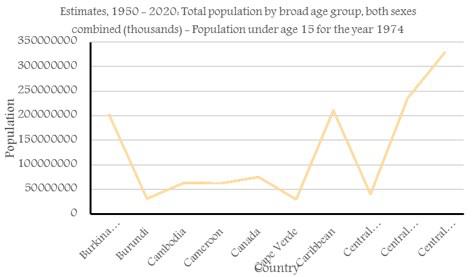 Estimates, 1950 - 2020: Total population by broad age group, both sexes
combined (thousands) - Population under age 15 for the year 1974
350000000
300000000
250000000
200000000
150000000
100000000
50000000
0
Population
Burkina...
Burundi
Cambodia
Cameroon
Canada
Cape Verde
Caribbean
Central...
Central...
Central...
Country